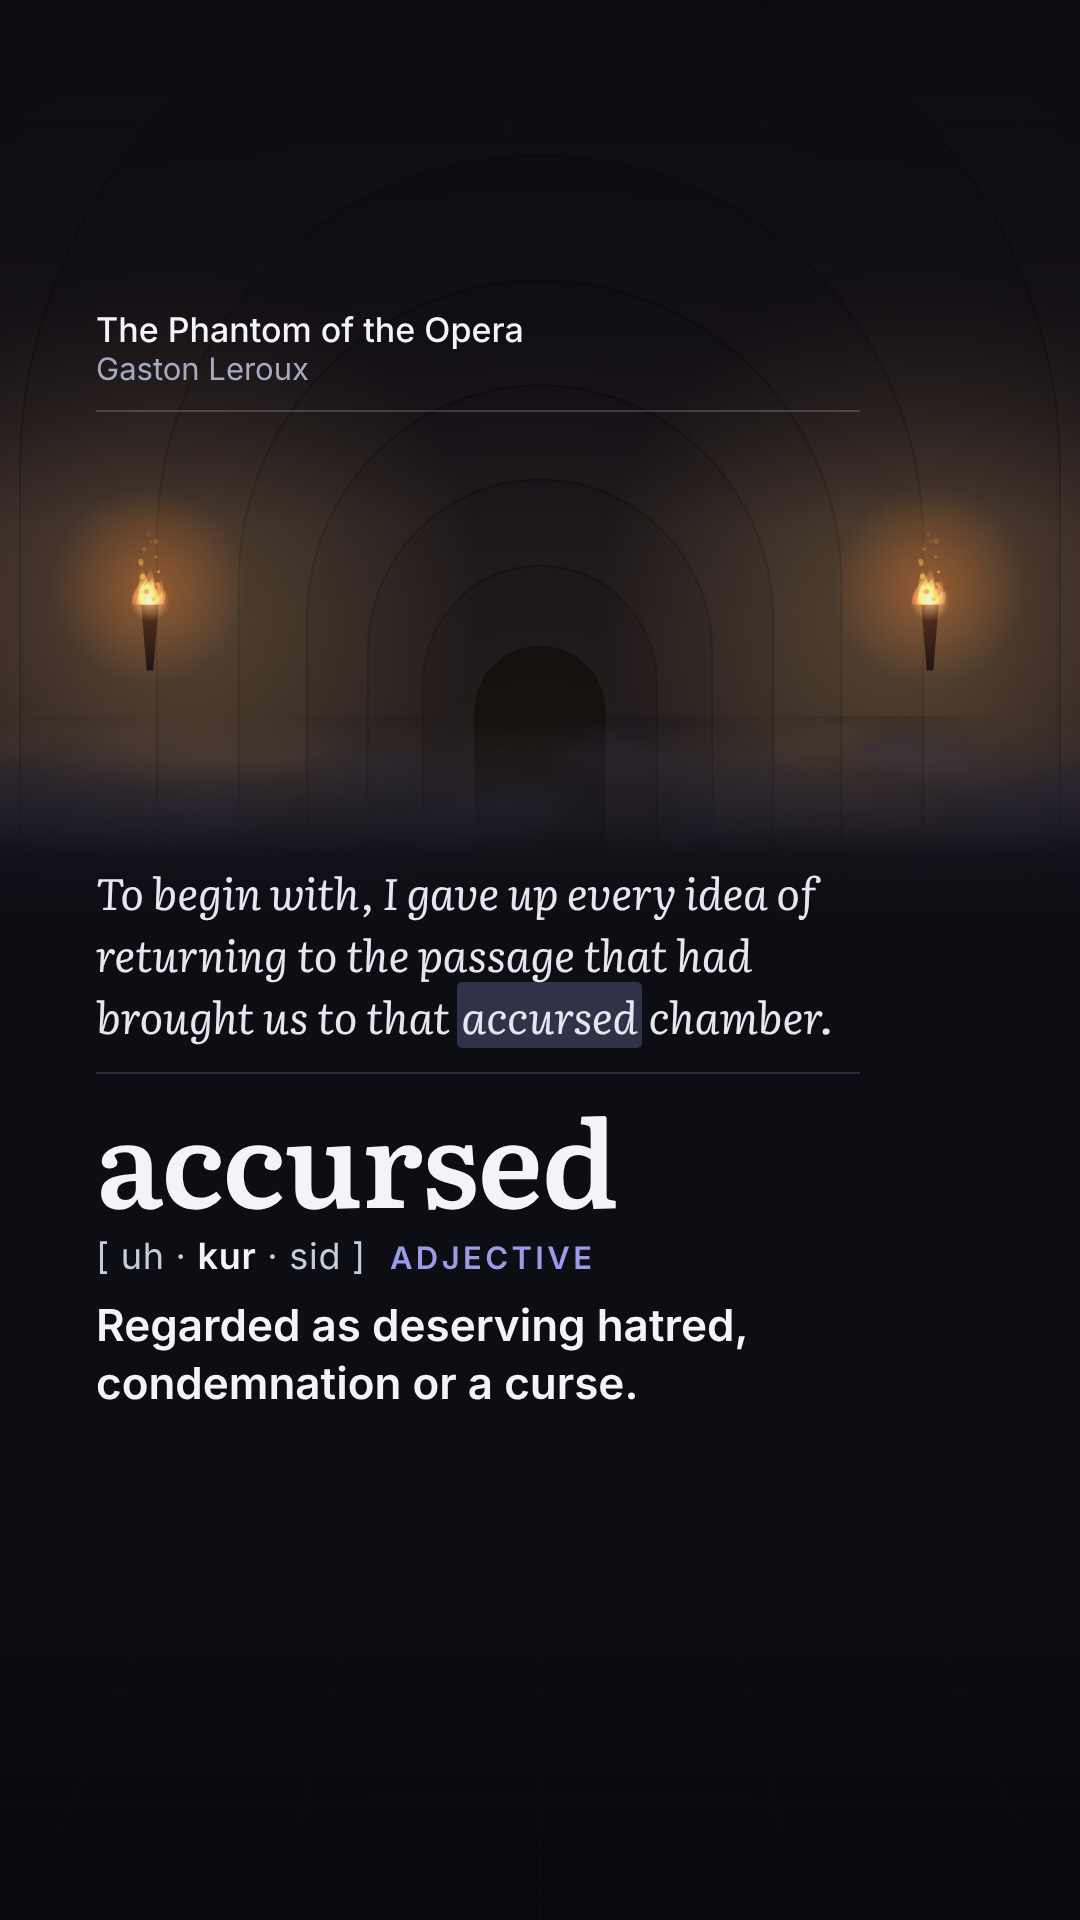 The Phantom of the Opera
Gaston Leroux
To begin with, I gave up every idea of
returning to the passage that had
brought us to that accursed chamber.
accursed
[ uh · kur · sid ] ADJECTIVE
Regarded as deserving hatred,
condemnation or a curse.